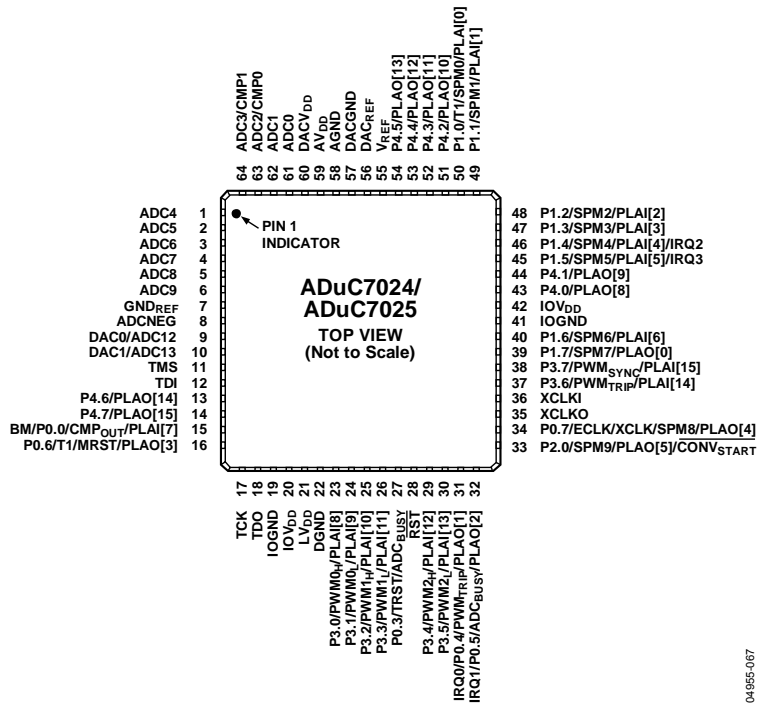 64 ADC3/CMP1
63 ADC2/CMP0
62 ADC1
61 ADC0
60 DACVDD
59 AVDD
58 AGND
57 DACGND
56 DACREF
55 VREF
54 P4.5/PLAO[13]
53 P4.4/PLAO[12]
52 P4.3/PLAO[11]
51 P4.2/PLAO[10]
50 P1.0/T1/SPM0/PLAI[0]
49 P1.1/SPM1/PLAI[1]
ADC4 1
ADC5 2
ADC6 3
ADC7 4
ADC8 5
ADC9 6
GNDREF 7
ADCNEG 8
DAC0/ADC12 9
DAC1/ADC13 10
TMS 11
TDI 12
P4.6/PLAO[14] 13
P4.7/PLAO[15] 14
BM/P0.0/CMPOUT/PLAI[7] 15
P0.6/T1/MRST/PLAO[3] 16
PIN 1
INDICATOR
ADuC7024/
ADuC7025
TOP VIEW
(Not to Scale)
48 P1.2/SPM2/PLAI[2]
47 P1.3/SPM3/PLAI[3]
46 P1.4/SPM4/PLAI[4]/IRQ2
45 P1.5/SPM5/PLAI[5]/IRQ3
44 P4.1/PLAO[9]
43 P4.0/PLAO[8]
42 IOVDD
41 IOGND
40 P1.6/SPM6/PLAI[6]
39 P1.7/SPM7/PLAO[0]
38 P3.7/PWMSYNC/PLAI[15]
37 P3.6/PWMTRIP/PLAI[14]
36 XCLKI
35 XCLKO
34 P0.7/ECLK/XCLK/SPM8/PLAO[4]
33 P2.0/SPM9/PLAO[5]/CONVSTART
TCK 17
TDO 18
IOGND 19
IOVDD 20
LVDD 21
DGND 22
P3.0/PWM0H/PLAI[8] 23
P3.1/PWM0L/PLAI[9] 24
P3.2/PWM1H/PLAI[10] 25
P3.3/PWM1L/PLAI[11] 26
P0.3/TRST/ADCBUSY 27
RST 28
P3.4/PWM2H/PLAI[12] 29
P3.5/PWM2L/PLAI[13] 30
IRQ0/P0.4/PWMTRIP/PLAO[1] 31
IRQ1/P0.5/ADCBUSY/PLAO[2] 32
04955-067